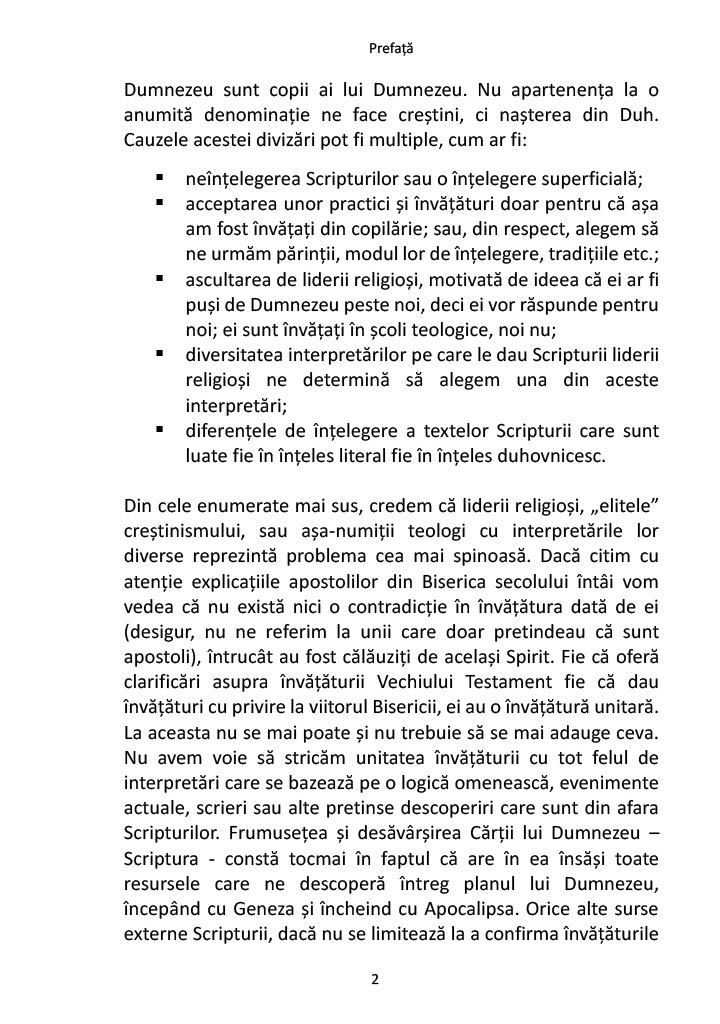 Prefață
Dumnezeu sunt copii ai lui Dumnezeu. Nu apartenența la o
anumită denominație ne face creștini, ci nașterea din Duh.
Cauzele acestei divizări pot fi multiple, cum ar fi:
▪ neînțelegerea Scripturilor sau o înțelegere superficială;
▪ acceptarea unor practici și învățături doar pentru că așa
am fost învățați din copilărie; sau, din respect, alegem să
ne urmăm părinții, modul lor de înțelegere, tradițiile etc.;
▪ ascultarea de liderii religioși, motivată de ideea că ei ar fi
puși de Dumnezeu peste noi, deci ei vor răspunde pentru
noi; ei sunt învățați în școli teologice, noi nu;
▪ diversitatea interpretărilor pe care le dau Scripturii liderii
religioși ne determină să alegem una din aceste
interpretări;
▪ diferențele de înțelegere a textelor Scripturii care sunt
luate fie în înțeles literal fie în înțeles duhovnicesc.
Din cele enumerate mai sus, credem că liderii religioși, „elitele”
creștinismului, sau așa-numiții teologi cu interpretările lor
diverse reprezintă problema cea mai spinoasă. Dacă citim cu
atenție explicațiile apostolilor din Biserica secolului întâi vom
vedea că nu există nici o contradicție în învățătura dată de ei
(desigur, nu ne referim la unii care doar pretindeau că sunt
apostoli), întrucât au fost călăuziți de același Spirit. Fie că oferă
clarificări asupra învățăturii Vechiului Testament fie că dau
învățături cu privire la viitorul Bisericii, ei au o învățătură unitară.
La aceasta nu se mai poate și nu trebuie să se mai adauge ceva.
Nu avem voie să stricăm unitatea învățăturii cu tot felul de
interpretări care se bazează pe o logică omenească, evenimente
actuale, scrieri sau alte pretinse descoperiri care sunt din afara
Scripturilor. Frumusețea și desăvârșirea Cărții lui Dumnezeu –
Scriptura - constă tocmai în faptul că are în ea însăși toate
resursele care ne descoperă întreg planul lui Dumnezeu,
începând cu Geneza și încheind cu Apocalipsa. Orice alte surse
externe Scripturii, dacă nu se limitează la a confirma învățăturile
2